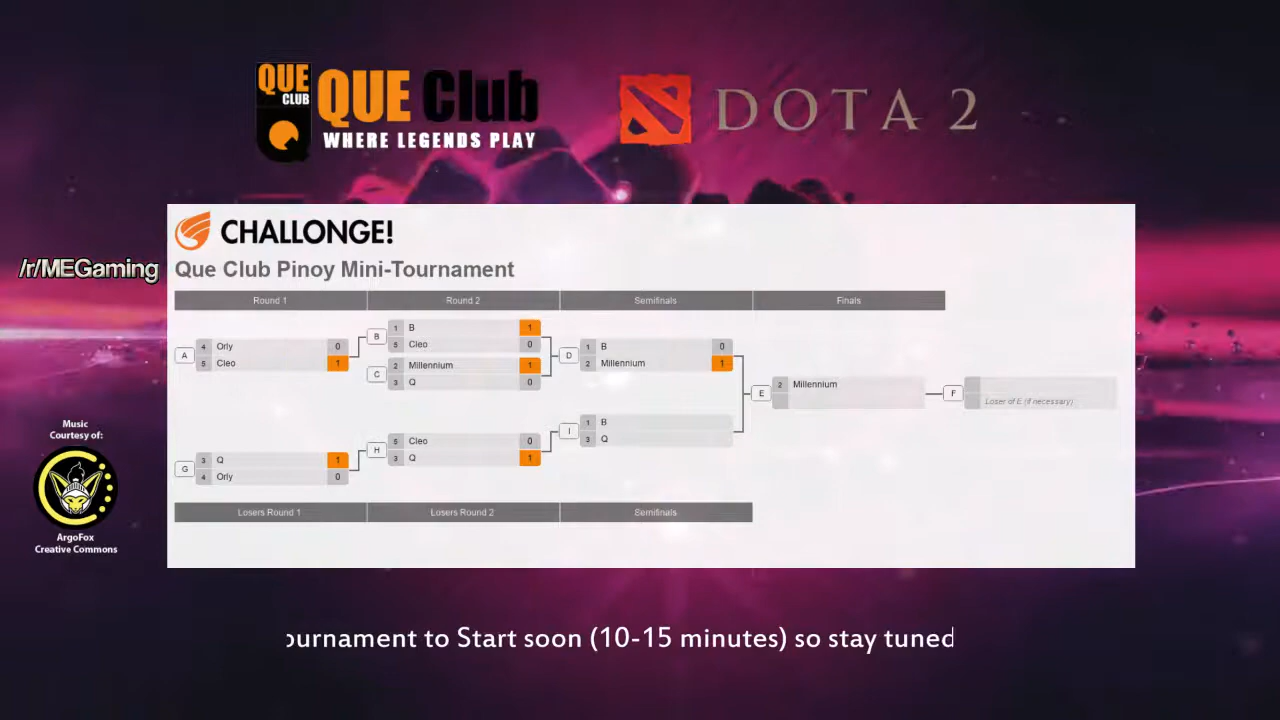 QUE
CLUB
QUE Club
WHERE LEGENDS PLAY
DOTA 2
CHALLONGE!
/r/MEGaming
Que Club Pinoy Mini-Tournament
Round 1 Round 2 Semifinals Finals
A
4 Orly 0
5 Cleo 1
B
1 B 1
5 Cleo 0
C
2 Millennium 1
3 Q 0
D
1 B 0
2 Millennium 1
E
2 Millennium
F
Loser of E (if necessary)
G
3 Q 1
4 Orly 0
H
5 Cleo 0
3 Q 1
I
1 B
3 Q
Losers Round 1 Losers Round 2 Semifinals
Music
Courtesy of:
ArgoFox
Creative Commons
ournament to Start soon (10-15 minutes) so stay tuned